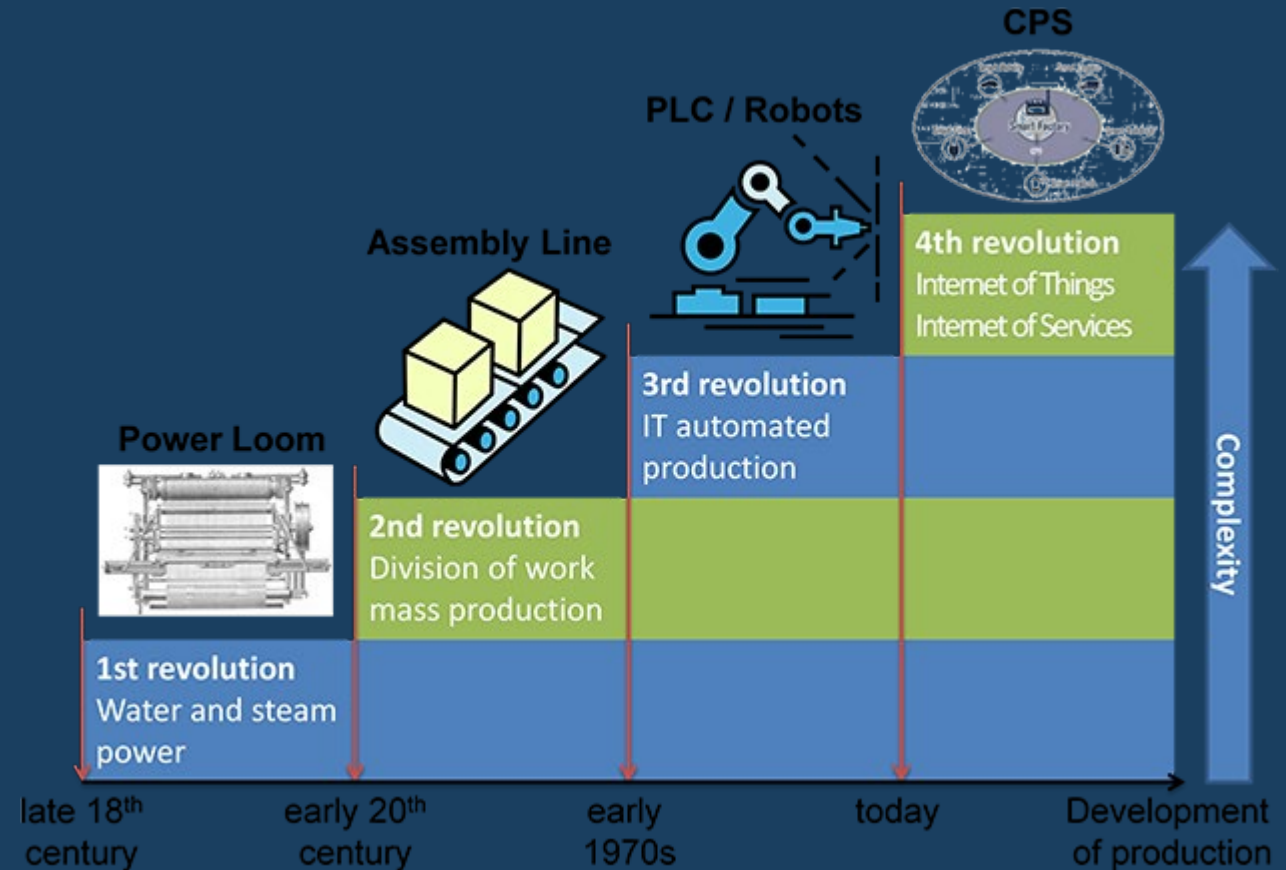 CPS
Smart Factory
PLC / Robots
Assembly Line
Power Loom
4th revolution
Internet of Things
Internet of Services
3rd revolution
IT automated
production
2nd revolution
Division of work
mass production
1st revolution
Water and steam
power
Complexity
late 18th
century
early 20th
century
early
1970s
today
Development
of production